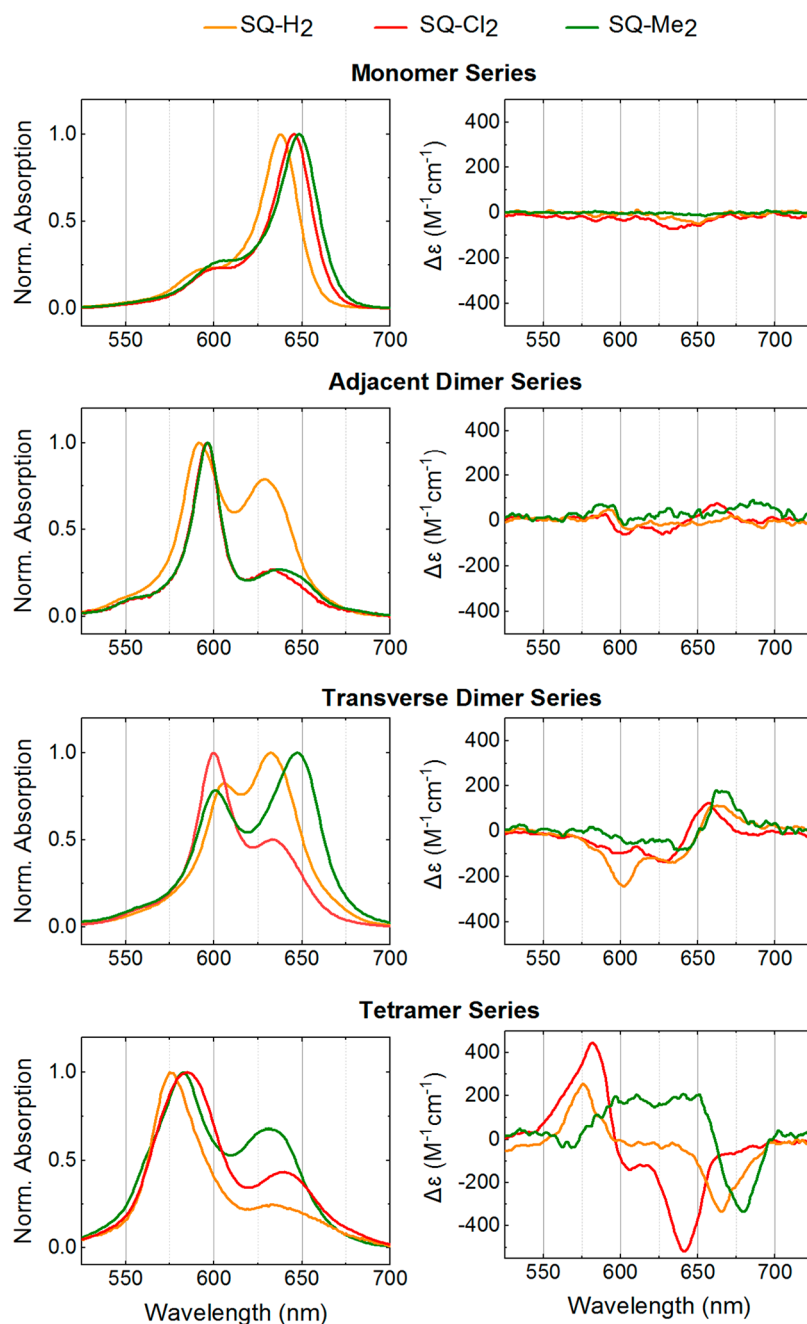 SQ-H2 SQ-Cl2 SQ-Me2
Monomer Series
Norm. Absorption
1.0
0.5
0.0
550 600 650 700
Δε (M-1cm-1)
400
200
0
-200
-400
550 600 650 700
Adjacent Dimer Series
Norm. Absorption
1.0
0.5
0.0
550 600 650 700
Δε (M-1cm-1)
400
200
0
-200
-400
550 600 650 700
Transverse Dimer Series
Norm. Absorption
1.0
0.5
0.0
550 600 650 700
Δε (M-1cm-1)
400
200
0
-200
-400
550 600 650 700
Tetramer Series
Norm. Absorption
1.0
0.5
0.0
550 600 650 700
Wavelength (nm)
Δε (M-1cm-1)
400
200
0
-200
-400
550 600 650 700
Wavelength (nm)